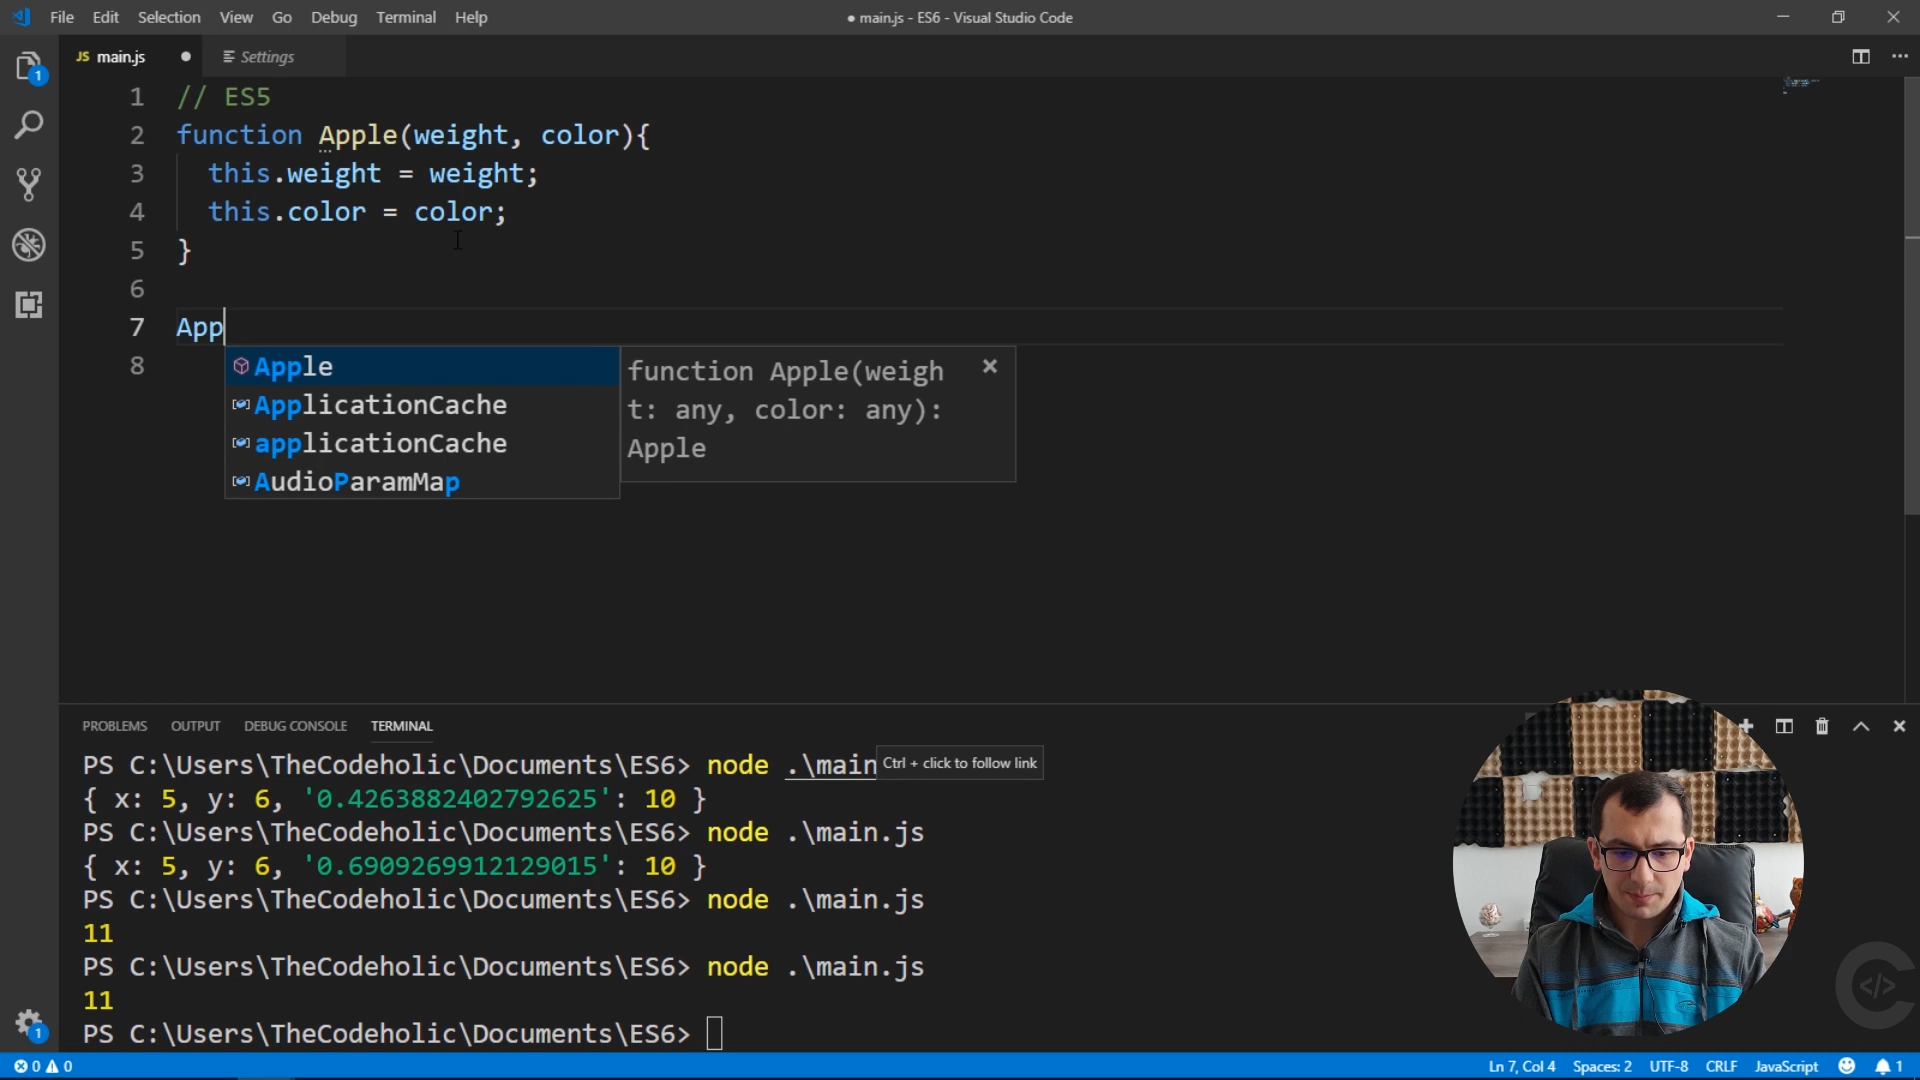 File Edit Selection View Go Debug Terminal Help
● main.js - ES6 - Visual Studio Code
JS main.js ●
Settings
1 // ES5
2 function Apple(weight, color){
3 this.weight = weight;
4 this.color = color;
5 }
6
7 App
8
Apple
ApplicationCache
applicationCache
AudioParamMap
function Apple(weigh
t: any, color: any):
Apple
PROBLEMS OUTPUT DEBUG CONSOLE TERMINAL
PS C:\Users\TheCodeholic\Documents\ES6> node .\main
Ctrl + click to follow link
{ x: 5, y: 6, '0.4263882402792625': 10 }
PS C:\Users\TheCodeholic\Documents\ES6> node .\main.js
{ x: 5, y: 6, '0.6909269912129015': 10 }
PS C:\Users\TheCodeholic\Documents\ES6> node .\main.js
11
PS C:\Users\TheCodeholic\Documents\ES6> node .\main.js
11
PS C:\Users\TheCodeholic\Documents\ES6>
1
1
0 0
Ln 7, Col 4 Spaces: 2 UTF-8 CRLF JavaScript 1
</>